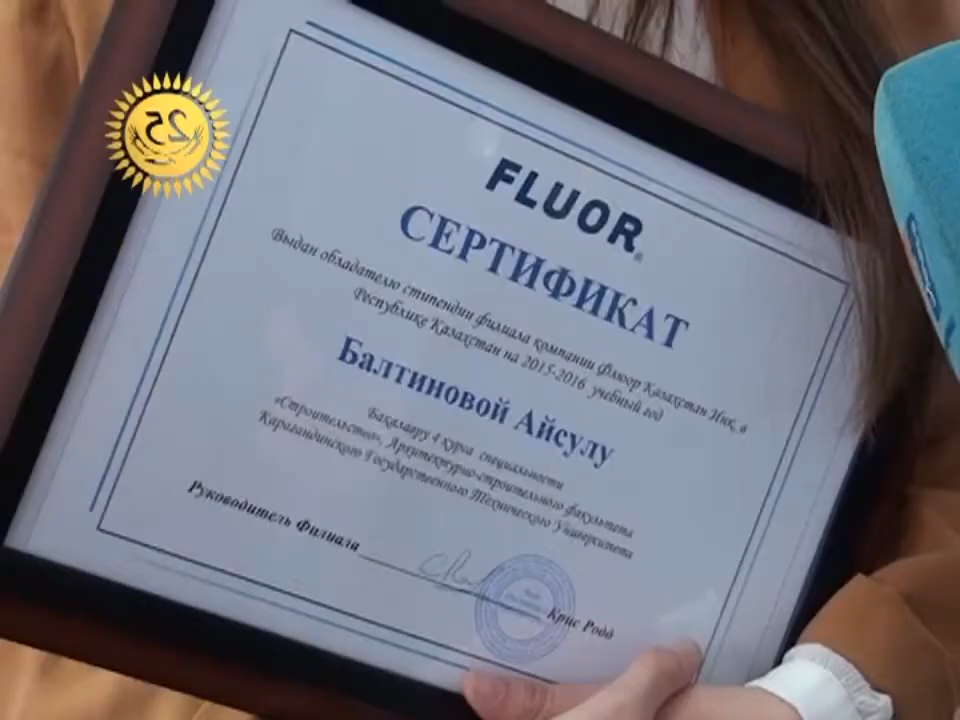 25
FLUOR®
СЕРТИФИКАТ
Выдан обладателю стипендии филиала компании Флюор Казахстан Инк, в
Республике Казахстан на 2015-2016 учебный год
Балтиновой Айсулу
Бакалавру 4 курса специальности
«Строительство», Архитектурно-строительного факультета
Карагандинского Государственного Технического Университета
Руководитель Филиала Крис Родд